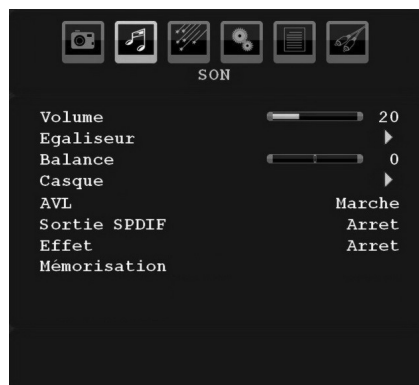 SON
Volume 20
Egaliseur
Balance 0
Casque
AVL Marche
Sortie SPDIF Arret
Effet Arret
Mémorisation